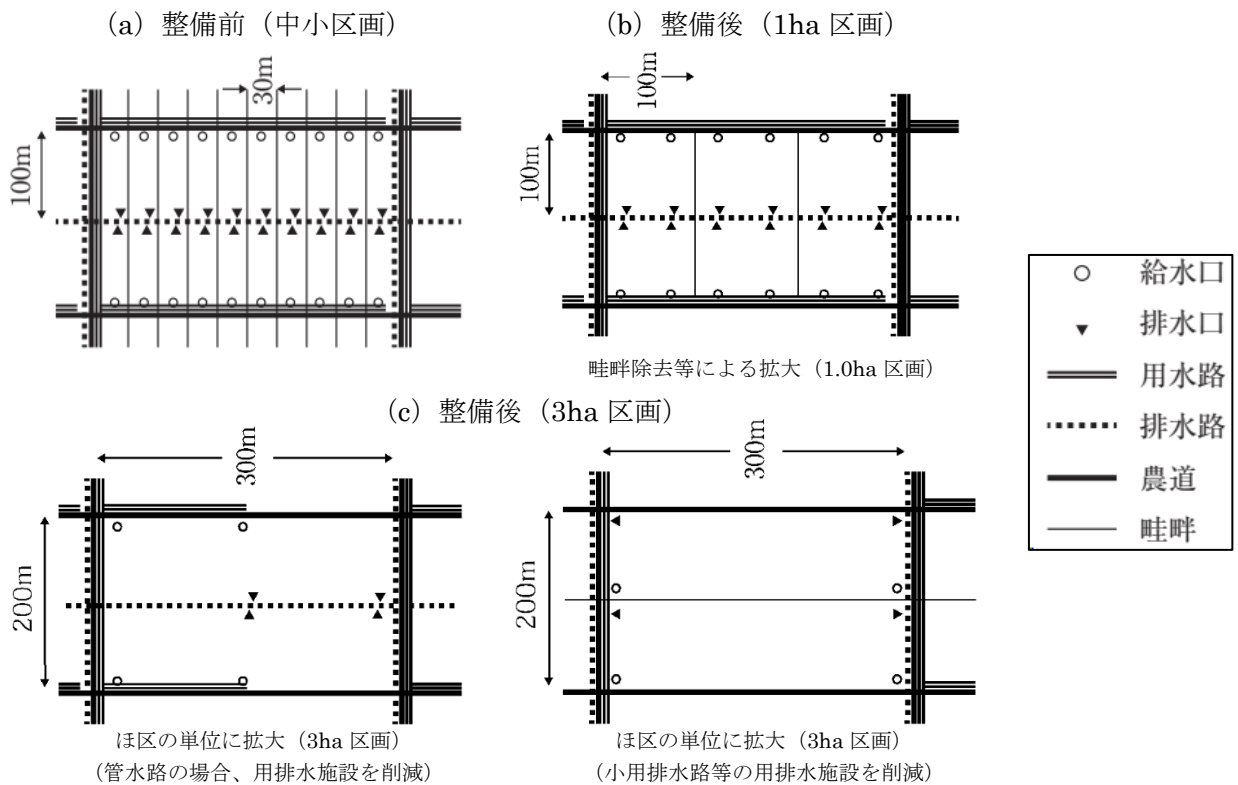 (a) 整備前（中小区画）
(b) 整備後（1ha 区画）
30m
100m
100m
100m
畦畔除去等による拡大（1.0ha 区画）
給水口
排水口
用水路
排水路
農道
畦畔
(c) 整備後（3ha 区画）
300m
200m
300m
200m
ほ区の単位に拡大（3ha 区画）
（管水路の場合、用排水施設を削減）
ほ区の単位に拡大（3ha 区画）
（小用排水路等の用排水施設を削減）